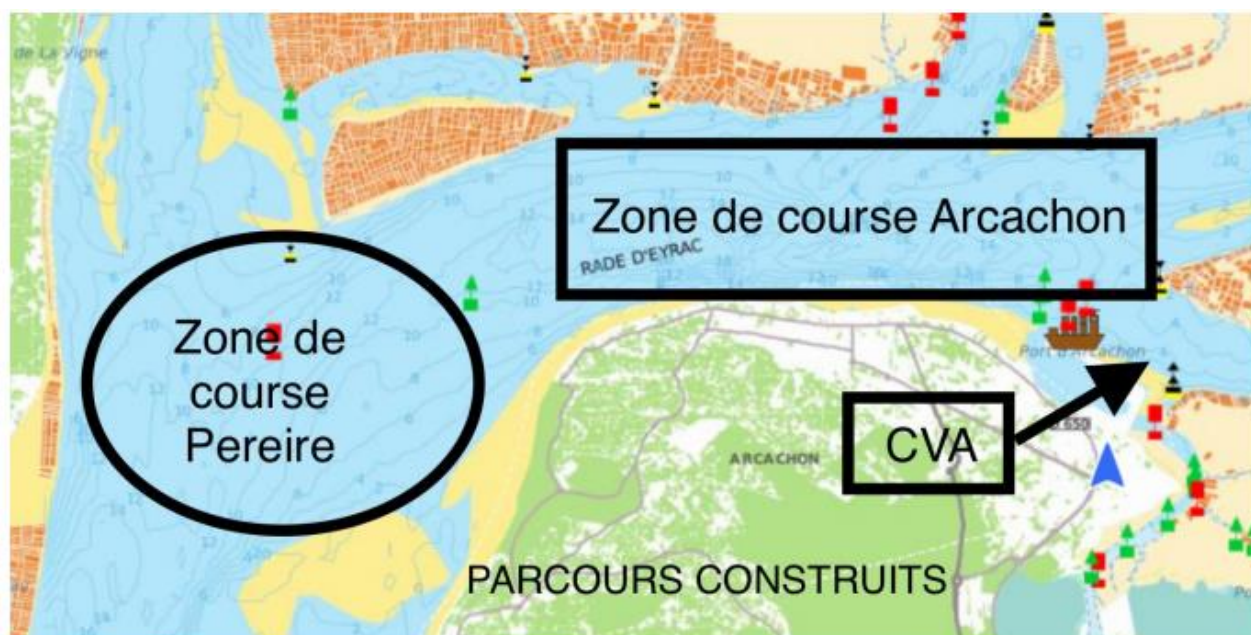 de La Vigne
Zone de course Arcachon
RADE D'EYRAC
Zone de
course
Pereire
Port d'Arcachon
CVA
650
ARCACHON
PARCOURS CONSTRUITS